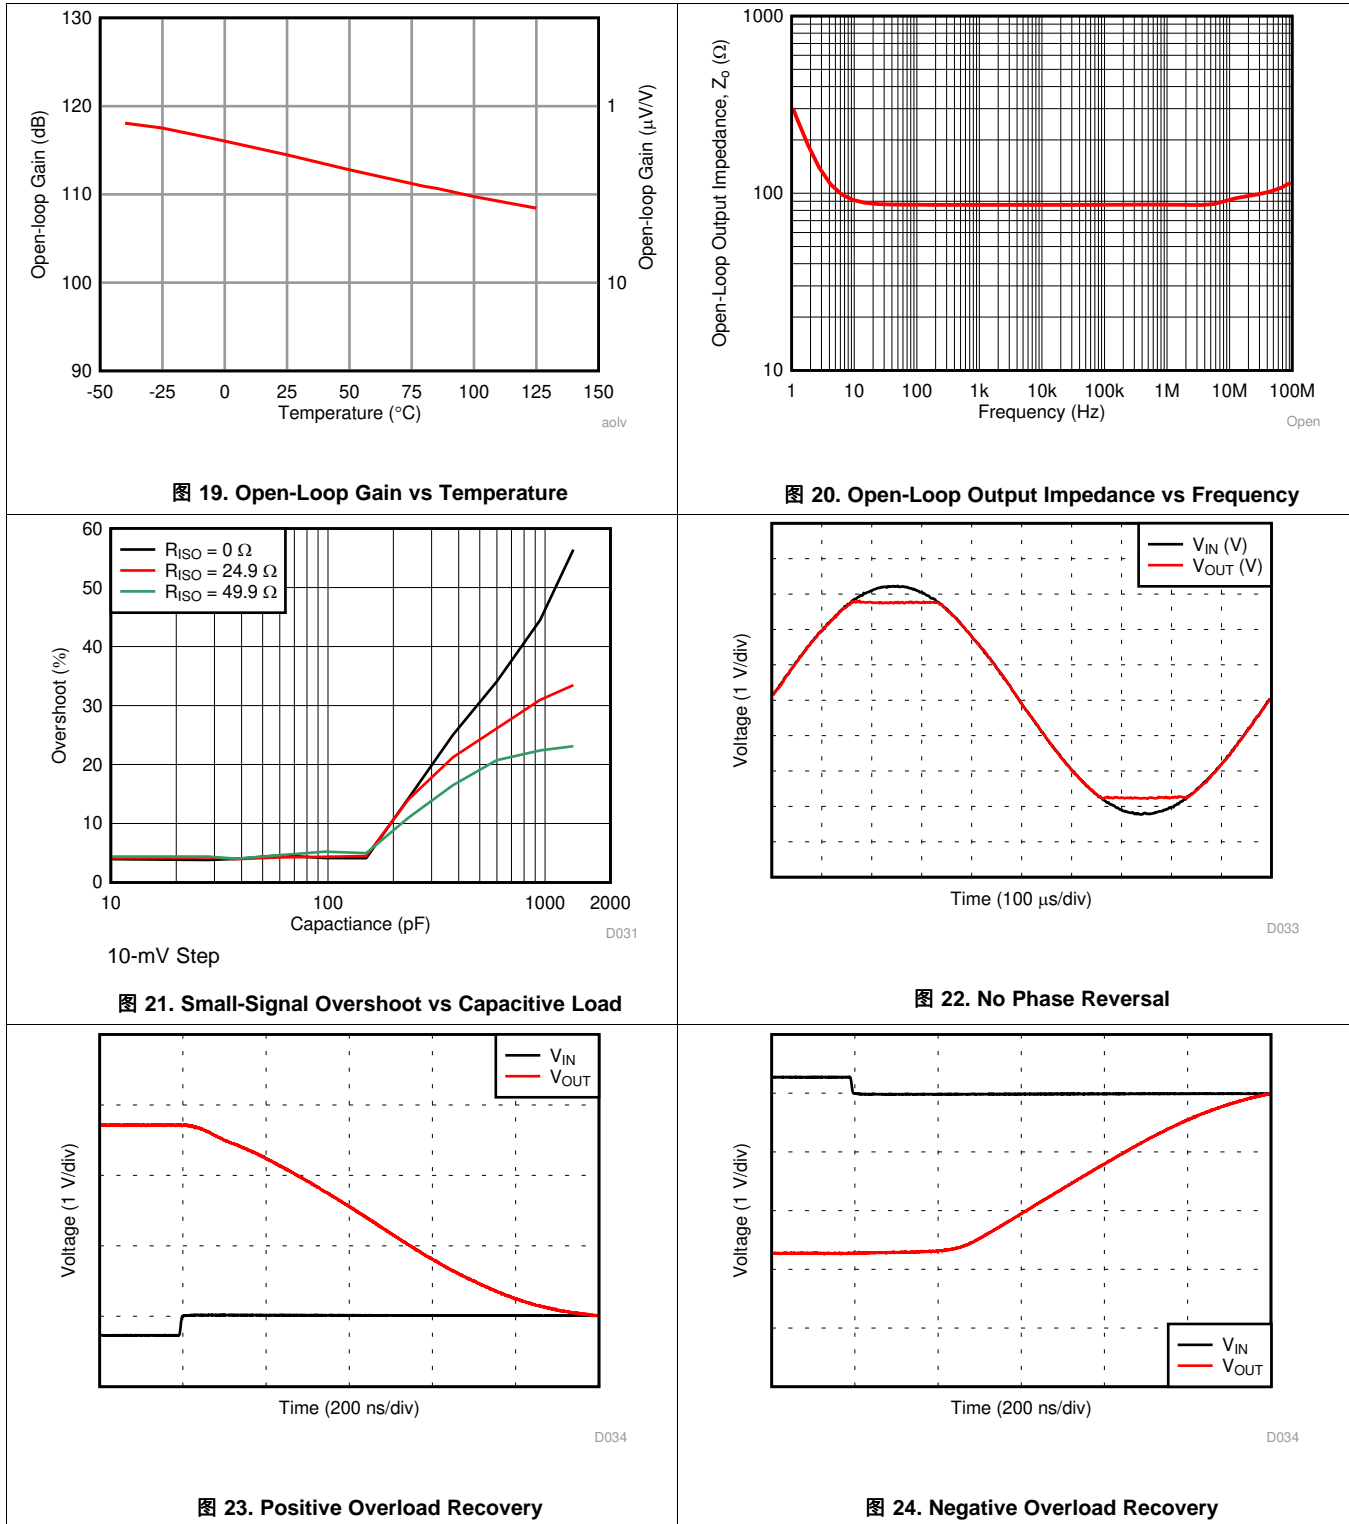 130
120
110
100
90
1
10
Open-loop Gain (dB)
Open-loop Gain (μV/V)
-50 -25 0 25 50 75 100 125 150
Temperature (°C)
aolv
图 19. Open-Loop Gain vs Temperature
1000
100
10
Open-Loop Output Impedance, Zo (Ω)
1 10 100 1k 10k 100k 1M 10M 100M
Frequency (Hz)
Open
图 20. Open-Loop Output Impedance vs Frequency
60
50
40
30
20
10
0
Overshoot (%)
RISO = 0 Ω
RISO = 24.9 Ω
RISO = 49.9 Ω
10 100 1000 2000
Capactiance (pF)
D031
10-mV Step
图 21. Small-Signal Overshoot vs Capacitive Load
VIN (V)
VOUT (V)
Voltage (1 V/div)
Time (100 μs/div)
D033
图 22. No Phase Reversal
VIN
VOUT
Voltage (1 V/div)
Time (200 ns/div)
D034
图 23. Positive Overload Recovery
Voltage (1 V/div)
VIN
VOUT
Time (200 ns/div)
D034
图 24. Negative Overload Recovery